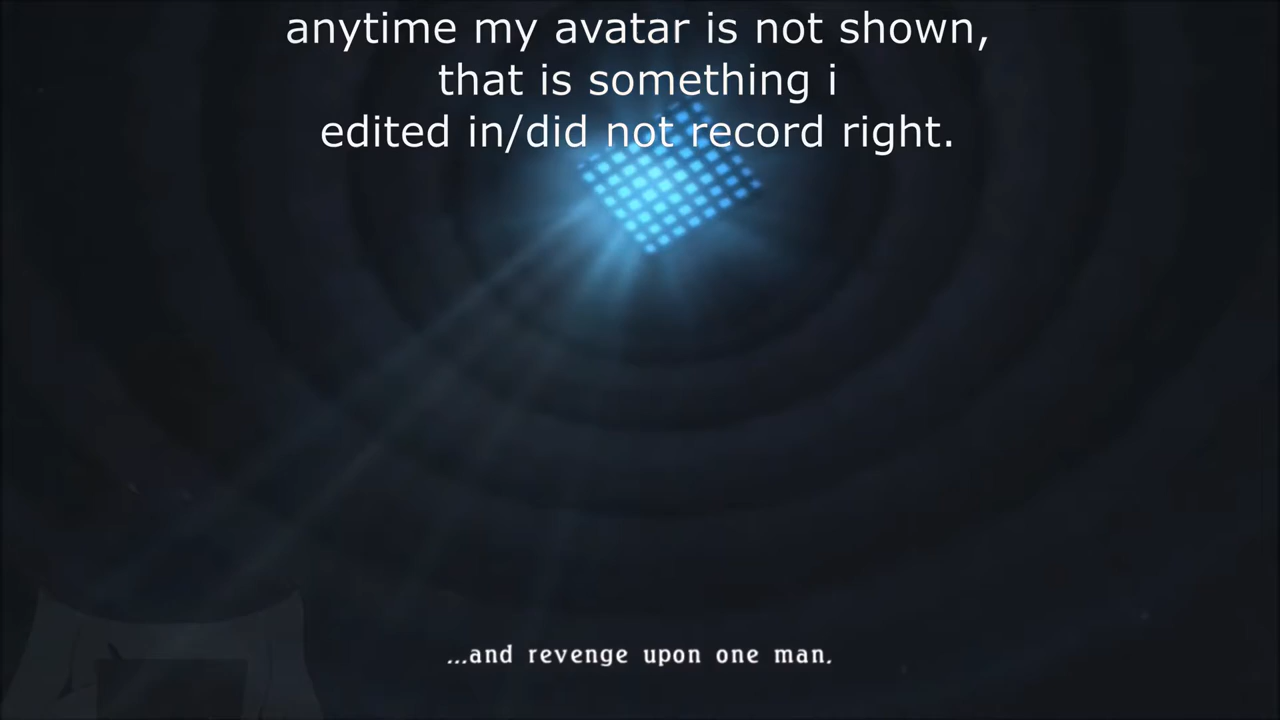 anytime my avatar is not shown,
that is something i
edited in/did not record right.
...and revenge upon one man.